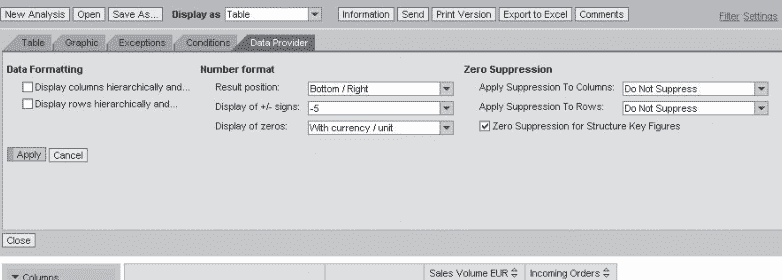 New Analysis Open Save As... Display as Table Information Send Print Version Export to Excel Comments Filter Settings
Table Graphic Exceptions Conditions Data Provider
Data Formatting Number format Zero Suppression
Display columns hierarchically and... Result position: Bottom / Right Apply Suppression To Columns: Do Not Suppress
Display rows hierarchically and... Display of +/- signs: -5 Apply Suppression To Rows: Do Not Suppress
Display of zeros: With currency / unit Zero Suppression for Structure Key Figures
Apply Cancel
Close
Columns Sales Volume EUR Incoming Orders